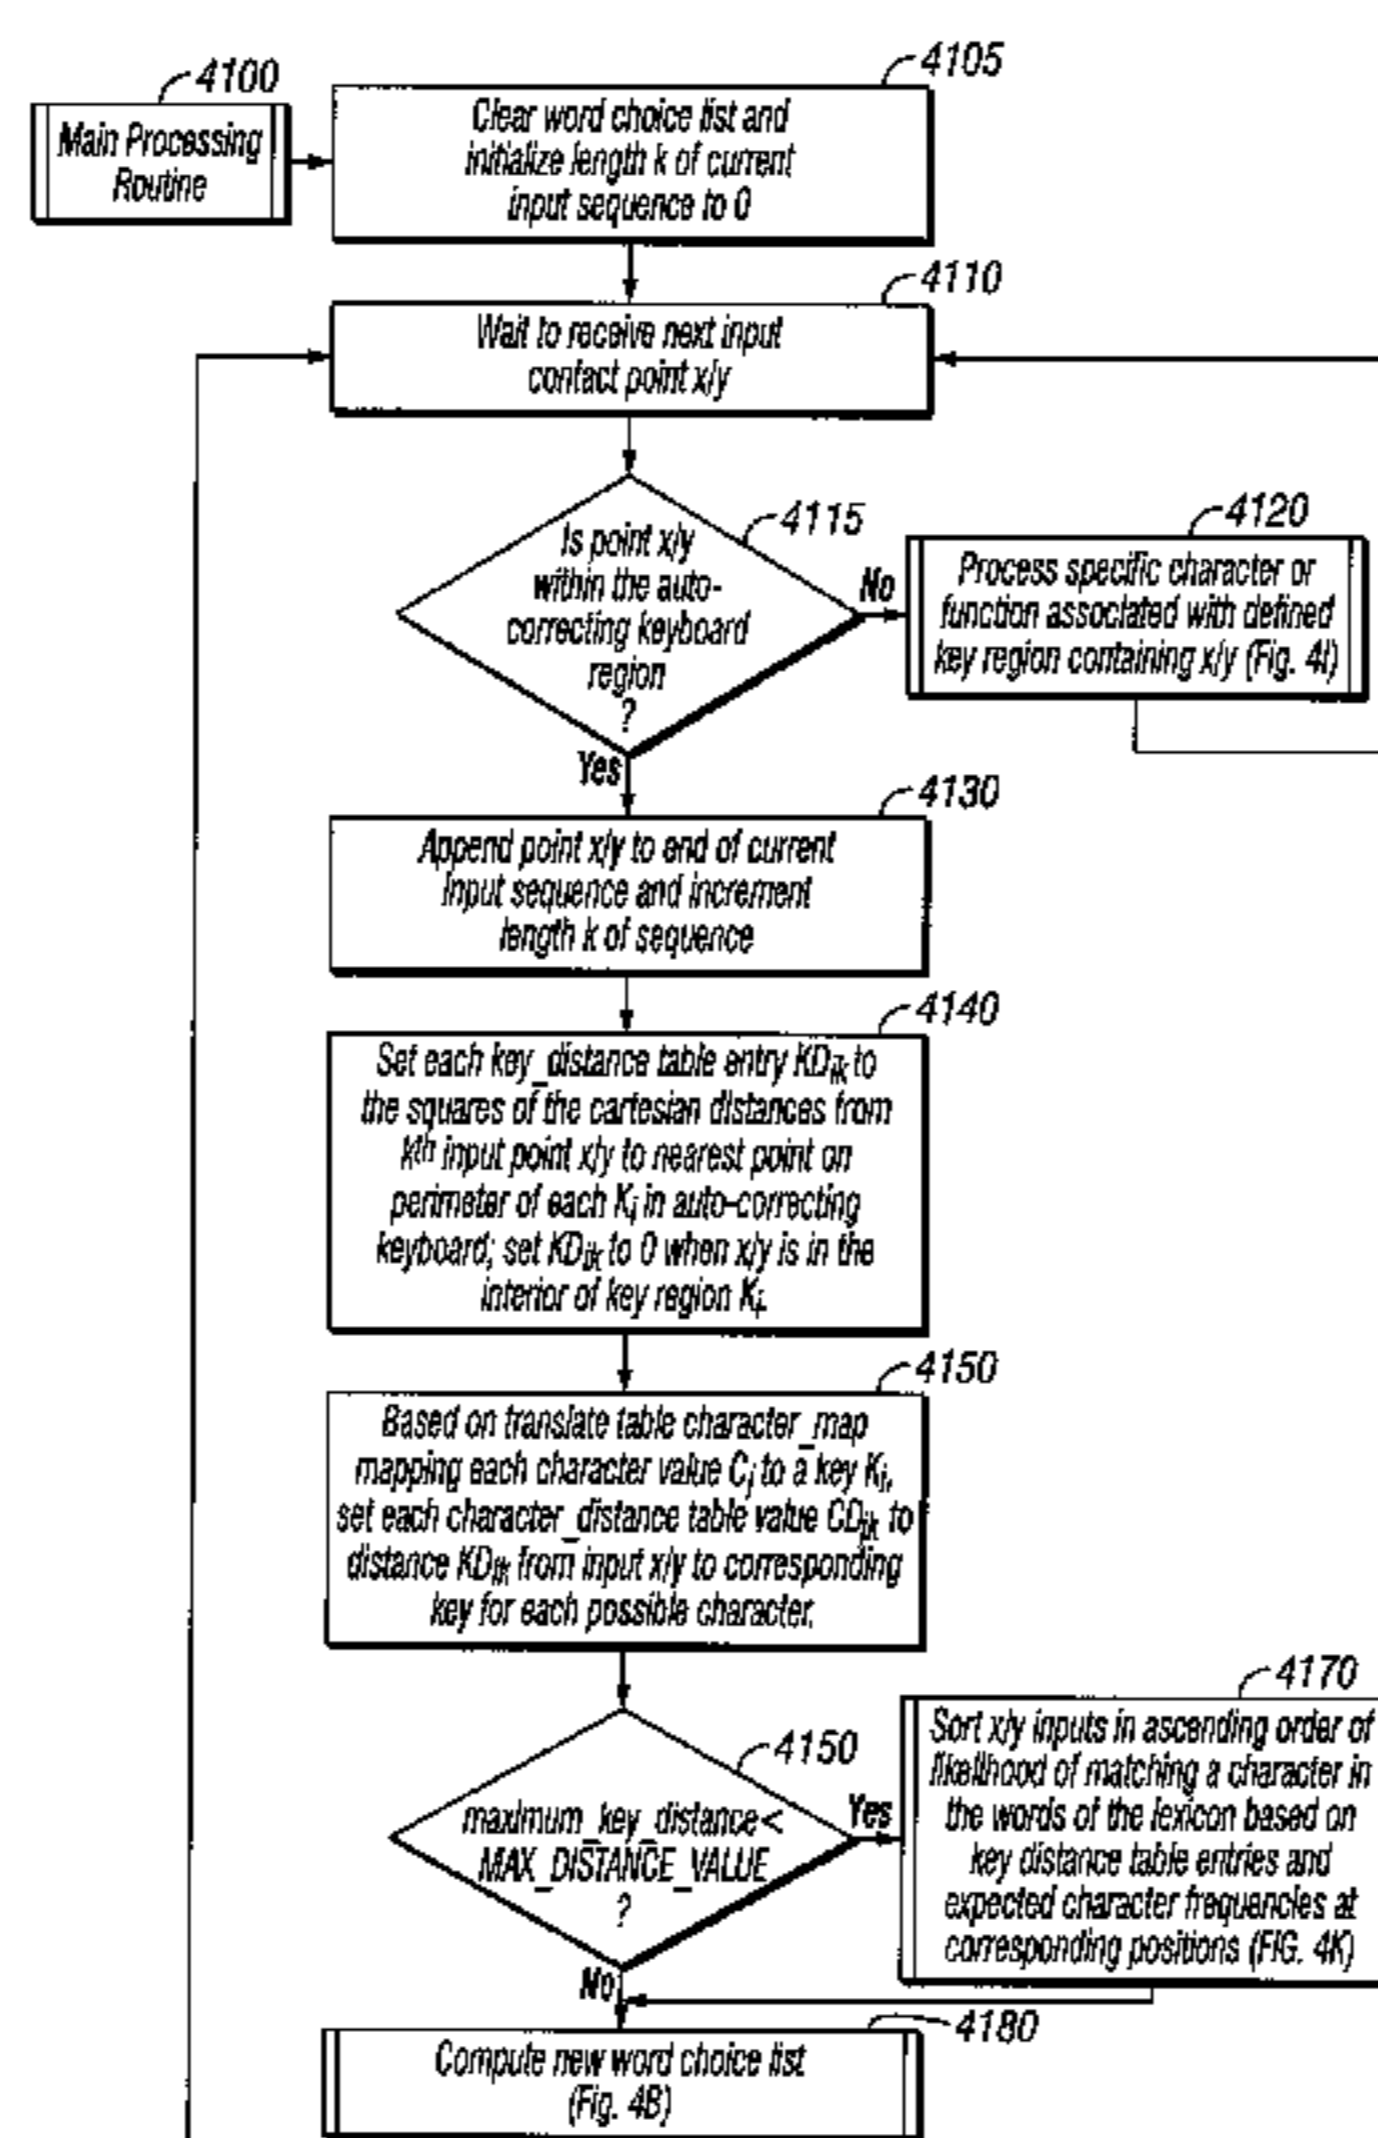 4100
Main Processing
Routine
4105
Clear word choice list and
initialize length k of current
input sequence to 0
4110
Wait to receive next input
contact point x/y
4115
Is point x/y
within the auto-
correcting keyboard
region
?
No
Yes
4120
Process specific character or
function associated with defined
key region containing x/y (Fig. 4I)
4130
Append point x/y to end of current
input sequence and increment
length k of sequence
4140
Set each key_distance table entry KDik to
the squares of the cartesian distances from
kth input point x/y to nearest point on
perimeter of each Ki in auto-correcting
keyboard; set KDik to 0 when x/y is in the
interior of key region Ki.
4150
Based on translate table character_map
mapping each character value Cj to a key Ki,
set each character_distance table value CDjk to
distance KDik from input x/y to corresponding
key for each possible character.
4150
maximum_key_distance <
MAX_DISTANCE_VALUE
?
Yes
No
4170
Sort x/y inputs in ascending order of
likelihood of matching a character in
the words of the lexicon based on
key distance table entries and
expected character frequencies at
corresponding positions (FIG. 4K)
4180
Compute new word choice list
(Fig. 4B)